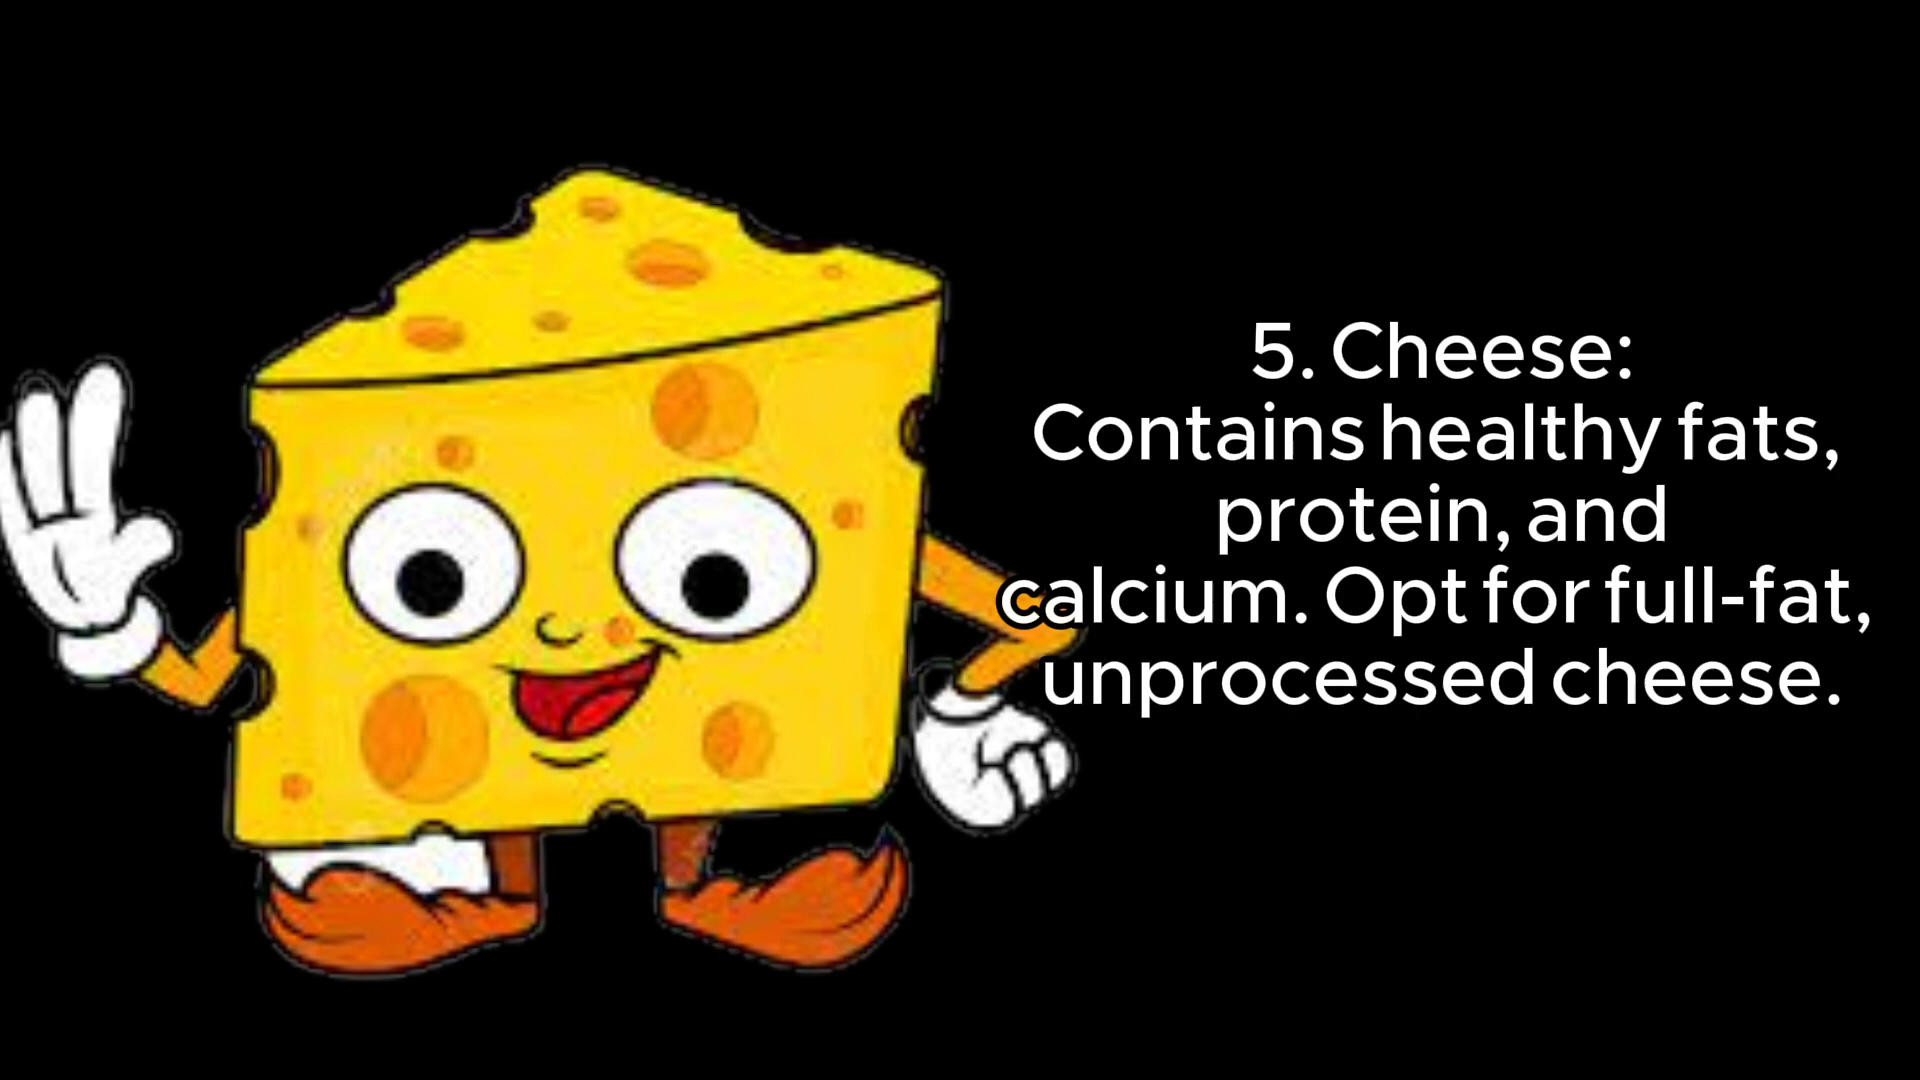 5. Cheese:
Contains healthy fats,
protein, and
calcium. Opt for full-fat,
unprocessed cheese.